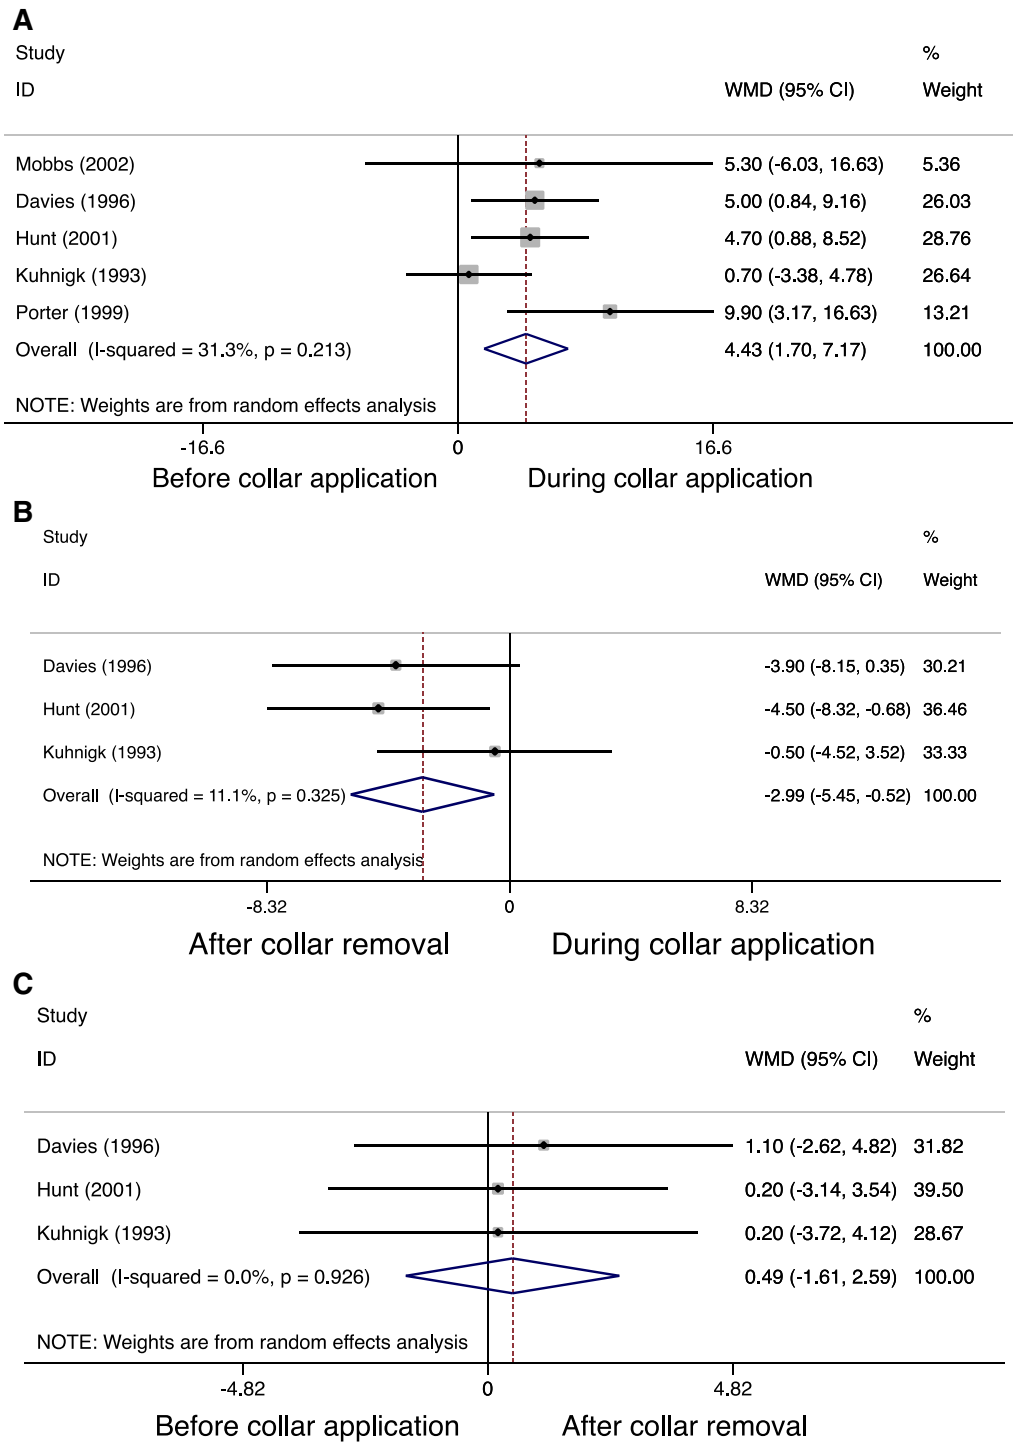 A
Study %
ID WMD (95% CI) Weight
Mobbs (2002) 5.30 (-6.03, 16.63) 5.36
Davies (1996) 5.00 (0.84, 9.16) 26.03
Hunt (2001) 4.70 (0.88, 8.52) 28.76
Kuhnigk (1993) 0.70 (-3.38, 4.78) 26.64
Porter (1999) 9.90 (3.17, 16.63) 13.21
Overall (I-squared = 31.3%, p = 0.213) 4.43 (1.70, 7.17) 100.00
NOTE: Weights are from random effects analysis
-16.6 0 16.6
Before collar application During collar application
B
Study %
ID WMD (95% CI) Weight
Davies (1996) -3.90 (-8.15, 0.35) 30.21
Hunt (2001) -4.50 (-8.32, -0.68) 36.46
Kuhnigk (1993) -0.50 (-4.52, 3.52) 33.33
Overall (I-squared = 11.1%, p = 0.325) -2.99 (-5.45, -0.52) 100.00
NOTE: Weights are from random effects analysis
-8.32 0 8.32
After collar removal During collar application
C
Study %
ID WMD (95% CI) Weight
Davies (1996) 1.10 (-2.62, 4.82) 31.82
Hunt (2001) 0.20 (-3.14, 3.54) 39.50
Kuhnigk (1993) 0.20 (-3.72, 4.12) 28.67
Overall (I-squared = 0.0%, p = 0.926) 0.49 (-1.61, 2.59) 100.00
NOTE: Weights are from random effects analysis
-4.82 0 4.82
Before collar application After collar removal